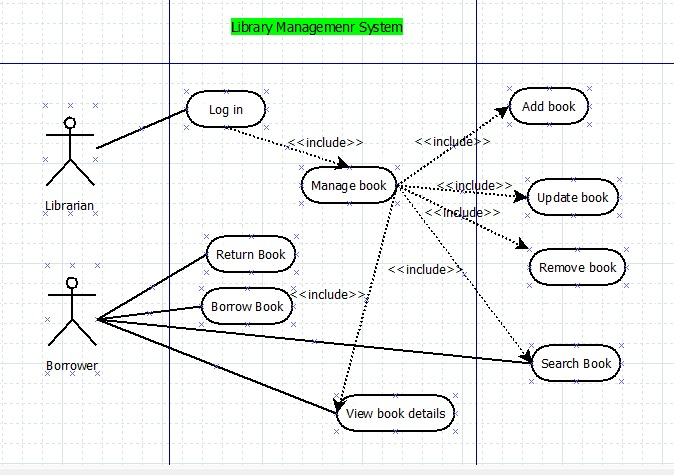 Library Managemenr System
Log in
Add book
<<include>>
<<include>>
Manage book
<<include>>
Update book
Librarian
<<include>>
Return Book
Remove book
<<include>>
Borrow Book
<<include>>
Borrower
Search Book
View book details